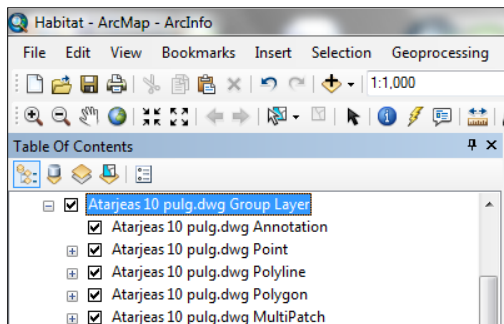 Habitat - ArcMap - ArcInfo
File Edit View Bookmarks Insert Selection Geoprocessing
1:1,000
Table Of Contents
Atarjeas 10 pulg.dwg Group Layer
Atarjeas 10 pulg.dwg Annotation
Atarjeas 10 pulg.dwg Point
Atarjeas 10 pulg.dwg Polyline
Atarjeas 10 pulg.dwg Polygon
Atarjeas 10 pulg.dwg MultiPatch